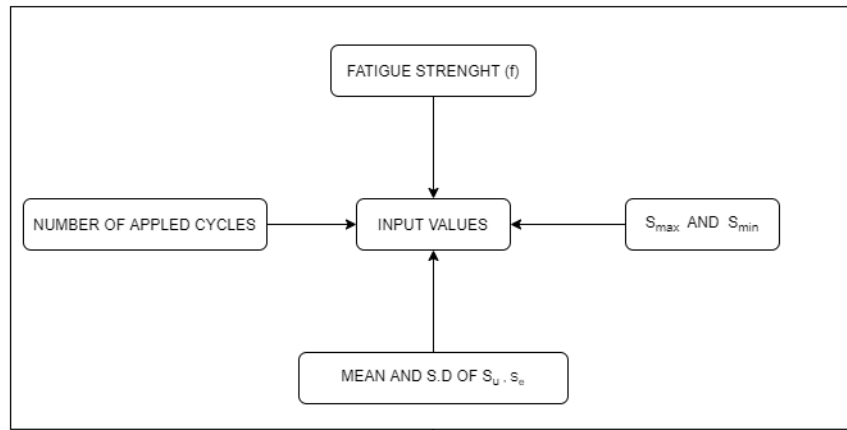 FATIGUE STRENGHT (f)
NUMBER OF APPLED CYCLES
INPUT VALUES
Smax AND Smin
MEAN AND S.D OF Su , se